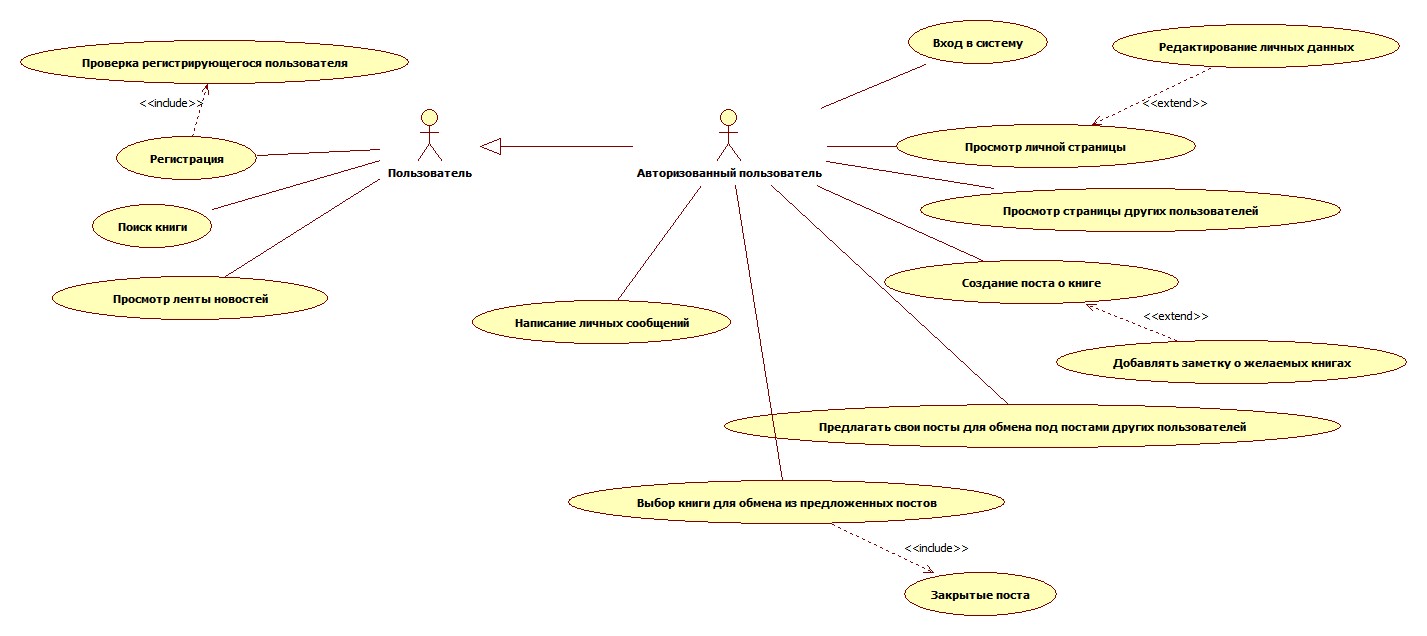 Вход в систему
Редактирование личных данных
Проверка регистрирующегося пользователя
<<include>>
<<extend>>
Регистрация
Просмотр личной страницы
Пользователь
Авторизованный пользователь
Просмотр страницы других пользователей
Поиск книги
Создание поста о книге
Просмотр ленты новостей
<<extend>>
Написание личных сообщений
Добавлять заметку о желаемых книгах
Предлагать свои посты для обмена под постами других пользователей
Выбор книги для обмена из предложенных постов
<<include>>
Закрытые поста